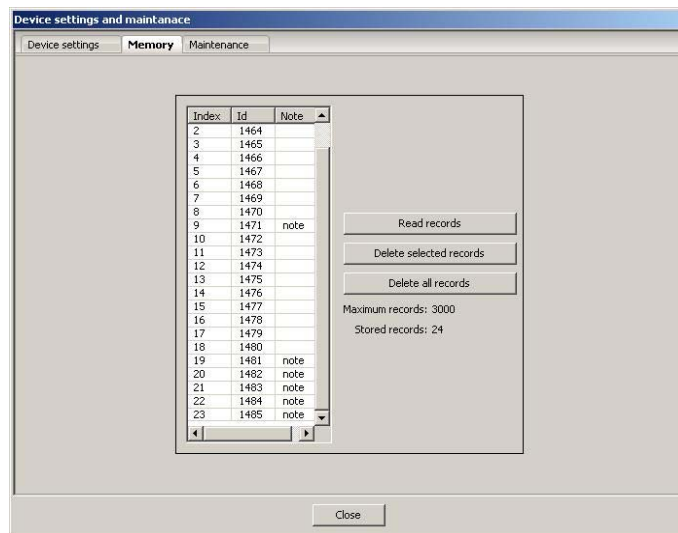 Device settings and maintanace
Device settings Memory Maintenance
Index Id Note
2 1464
3 1465
4 1466
5 1467
6 1468
7 1469
8 1470
9 1471 note
10 1472
11 1473
12 1474
13 1475
14 1476
15 1477
16 1478
17 1479
18 1480
19 1481 note
20 1482 note
21 1483 note
22 1484 note
23 1485 note
Read records
Delete selected records
Delete all records
Maximum records: 3000
Stored records: 24
Close